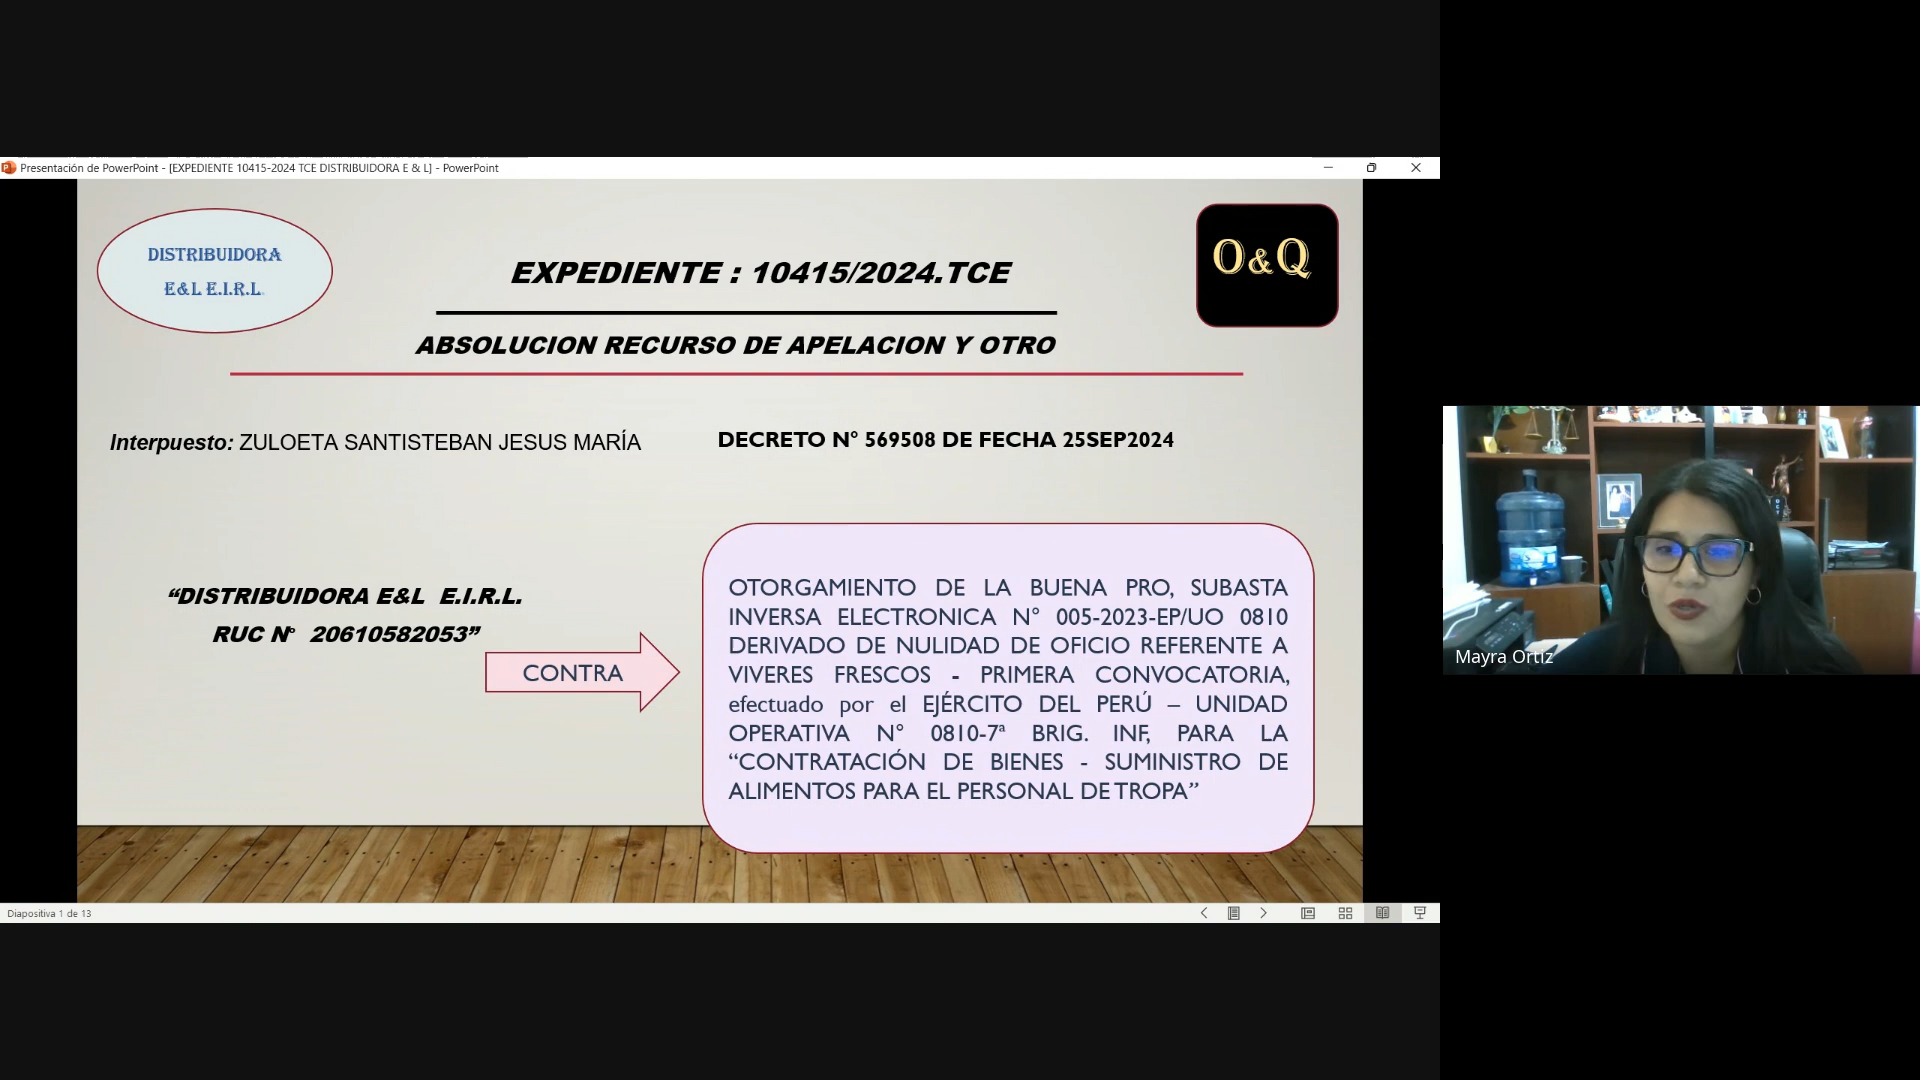 Presentación de PowerPoint - [EXPEDIENTE 10415-2024 TCE DISTRIBUIDORA E & L] - PowerPoint
DISTRIBUIDORA
E&L E.I.R.L.
EXPEDIENTE : 10415/2024.TCE
O&Q
ABSOLUCION RECURSO DE APELACION Y OTRO
Interpuesto: ZULOETA SANTISTEBAN JESUS MARÍA
DECRETO N° 569508 DE FECHA 25SEP2024
“DISTRIBUIDORA E&L E.I.R.L.
RUC N° 20610582053”
CONTRA
OTORGAMIENTO DE LA BUENA PRO, SUBASTA
INVERSA ELECTRONICA N° 005-2023-EP/UO 0810
DERIVADO DE NULIDAD DE OFICIO REFERENTE A
VIVERES FRESCOS - PRIMERA CONVOCATORIA,
efectuado por el EJÉRCITO DEL PERÚ – UNIDAD
OPERATIVA N° 0810-7ª BRIG. INF, PARA LA
“CONTRATACIÓN DE BIENES - SUMINISTRO DE
ALIMENTOS PARA EL PERSONAL DE TROPA”
Mayra Ortiz
Diapositiva 1 de 13